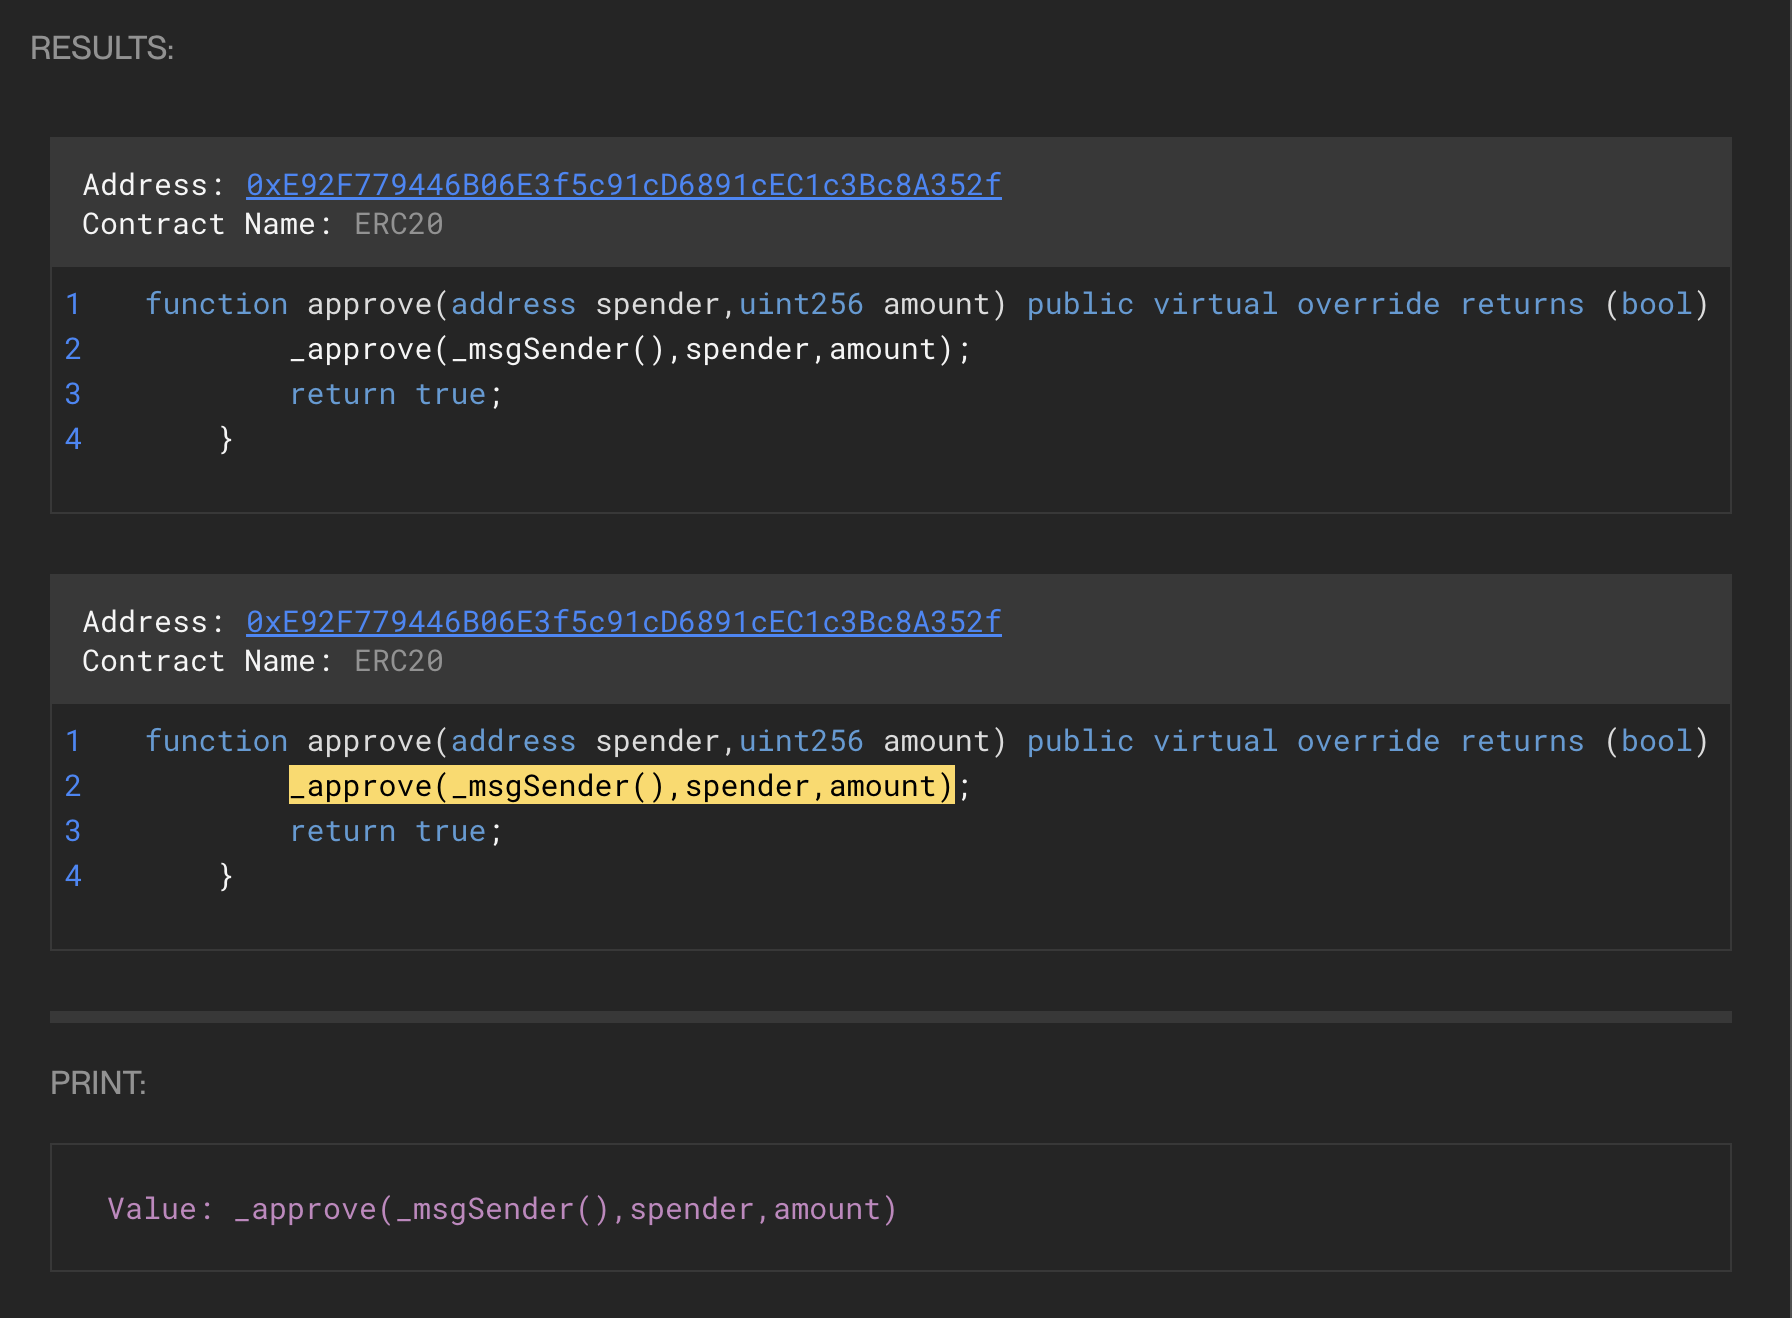 RESULTS:
Address: 0xE92F779446B06E3f5c91cD6891cEC1c3Bc8A352f
Contract Name: ERC20
1 function approve(address spender,uint256 amount) public virtual override returns (bool)
2 _approve(_msgSender(),spender,amount);
3 return true;
4 }
Address: 0xE92F779446B06E3f5c91cD6891cEC1c3Bc8A352f
Contract Name: ERC20
1 function approve(address spender,uint256 amount) public virtual override returns (bool)
2 _approve(_msgSender(),spender,amount);
3 return true;
4 }
PRINT:
Value: _approve(_msgSender(),spender,amount)